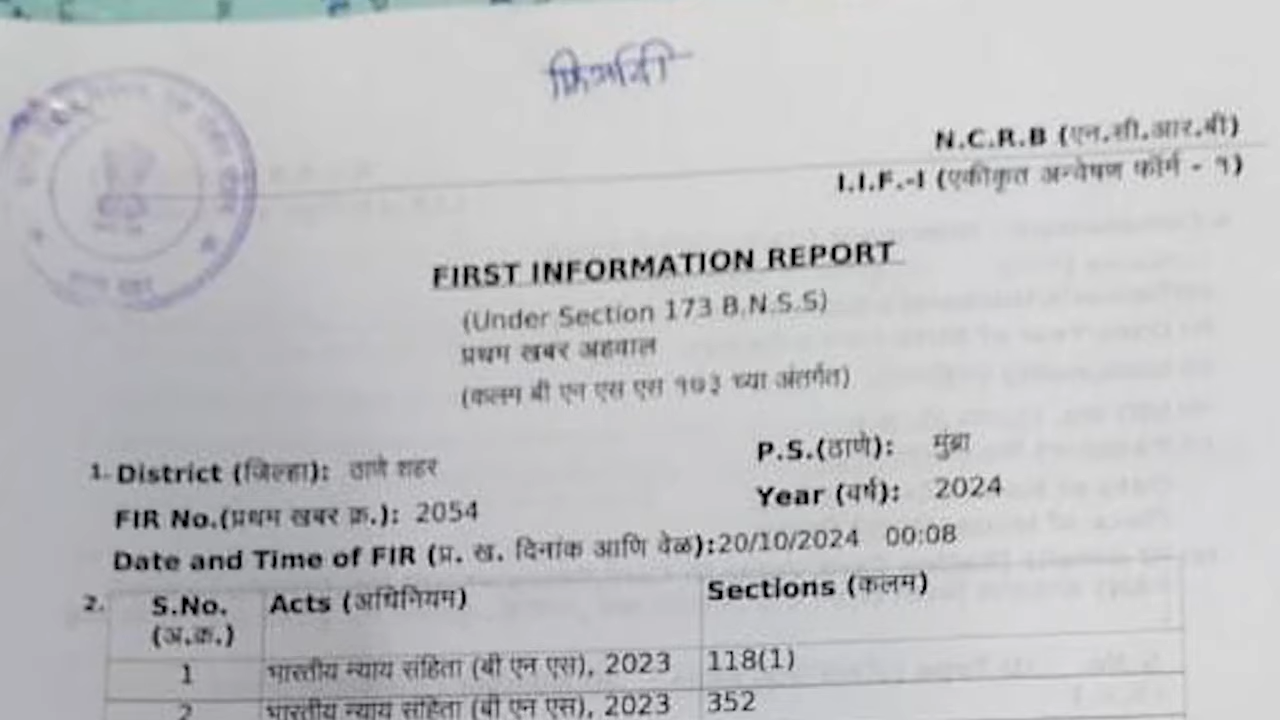 फिर्यादी
N.C.R.B (एन.सी.आर.बी)
I.I.F.-I (एकीकृत अन्वेषण फॉर्म - १)
FIRST INFORMATION REPORT
(Under Section 173 B.N.S.S)
प्रथम खबर अहवाल
(कलम बी एन एस एस १७३ च्या अंतर्गत)
1. District (जिल्हा): ठाणे शहर P.S.(ठाणे): मुंब्रा
FIR No.(प्रथम खबर क्र.): 2054 Year (वर्ष): 2024
Date and Time of FIR (प्र. ख. दिनांक आणि वेळ):20/10/2024 00:08
2. S.No. (अ.क्र.) Acts (अधिनियम) Sections (कलम)
1 भारतीय न्याय संहिता (बी एन एस), 2023 118(1)
2 भारतीय न्याय संहिता (बी एन एस), 2023 352